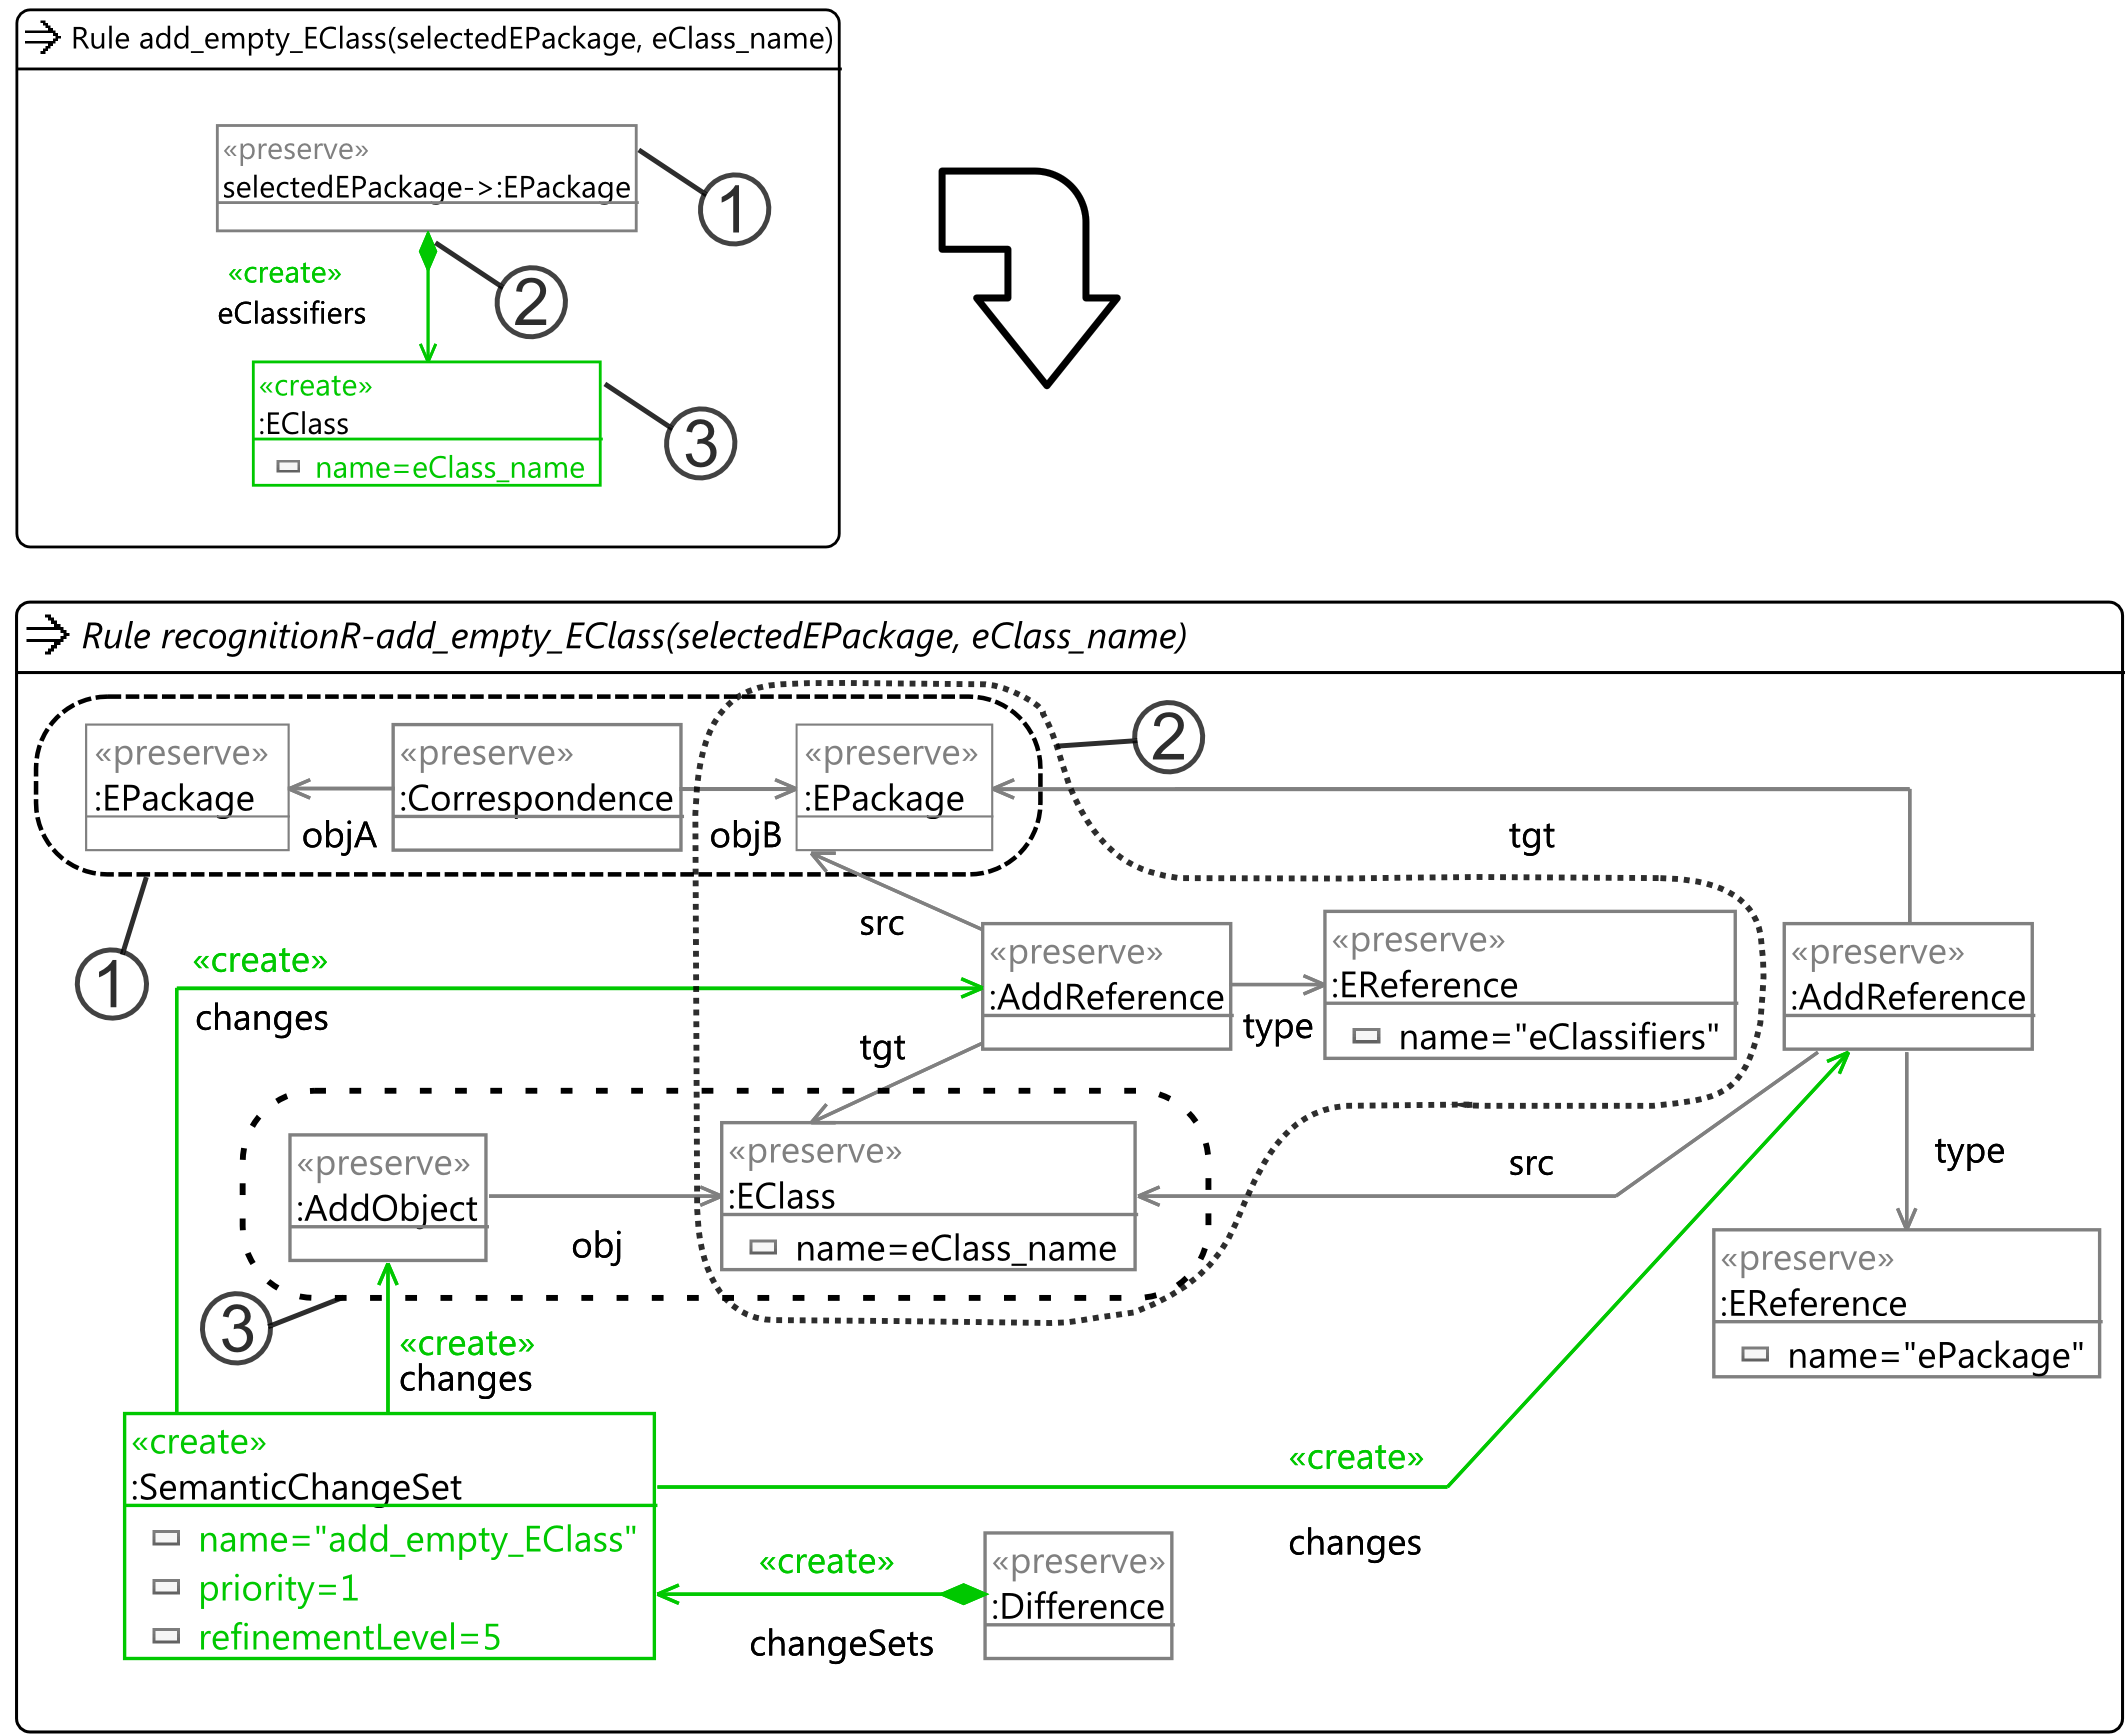 Rule add_empty_EClass(selectedEPackage, eClass_name)
«preserve»
selectedEPackage->:EPackage
1
«create»
eClassifiers
2
«create»
:EClass
name=eClass_name
3
Rule recognitionR-add_empty_EClass(selectedEPackage, eClass_name)
«preserve»
:EPackage
objA
«preserve»
:Correspondence
objB
«preserve»
:EPackage
2
tgt
1
src
«create»
changes
«preserve»
:AddReference
type
«preserve»
:EReference
name="eClassifiers"
«preserve»
:AddReference
tgt
«preserve»
:AddObject
obj
«preserve»
:EClass
name=eClass_name
src
type
«preserve»
:EReference
name="ePackage"
3
«create»
changes
«create»
:SemanticChangeSet
name="add_empty_EClass"
priority=1
refinementLevel=5
«create»
changes
«create»
changeSets
«preserve»
:Difference